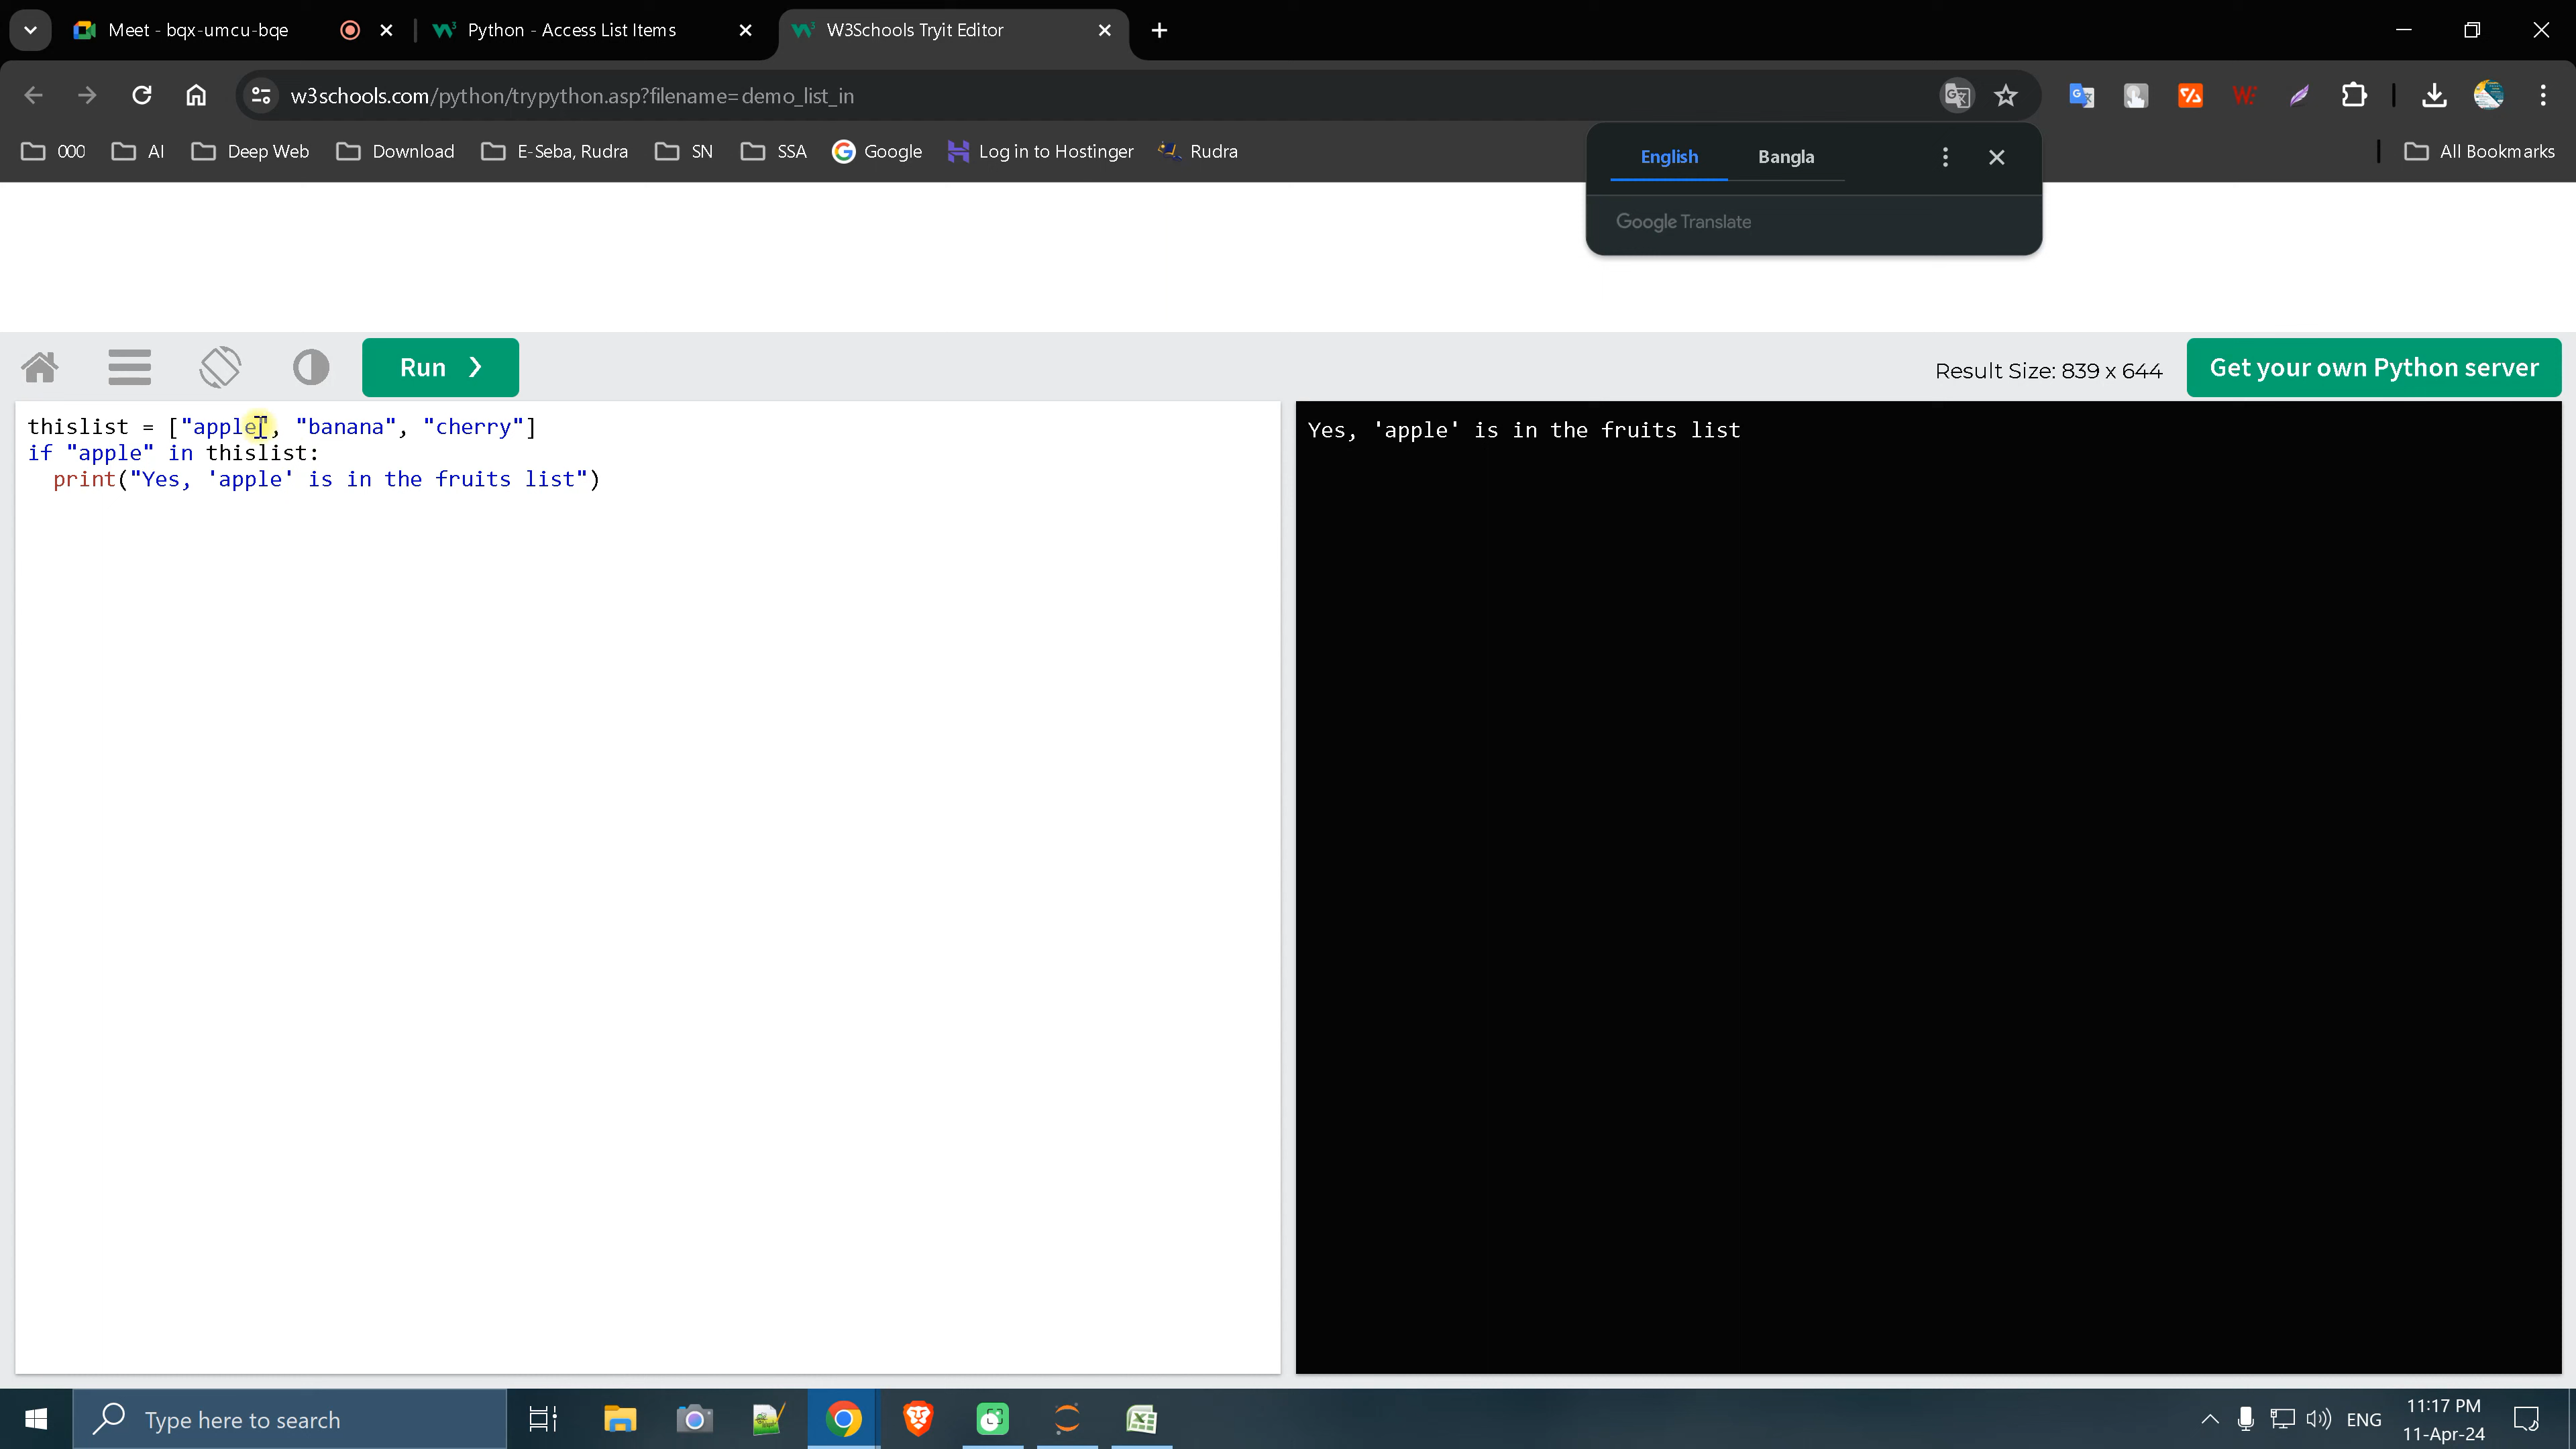 Meet - bqx-umcu-bqe
Python - Access List Items
W3Schools Tryit Editor
w3schools.com/python/trypython.asp?filename=demo_list_in
000
AI
Deep Web
Download
E-Seba, Rudra
SN
SSA
Google
Log in to Hostinger
Rudra
All Bookmarks
English
Bangla
Google Translate
Run ❯
Result Size: 839 x 644
Get your own Python server
thislist = ["apple", "banana", "cherry"]
if "apple" in thislist:
  print("Yes, 'apple' is in the fruits list")
Yes, 'apple' is in the fruits list
Type here to search
ENG
11:17 PM
11-Apr-24